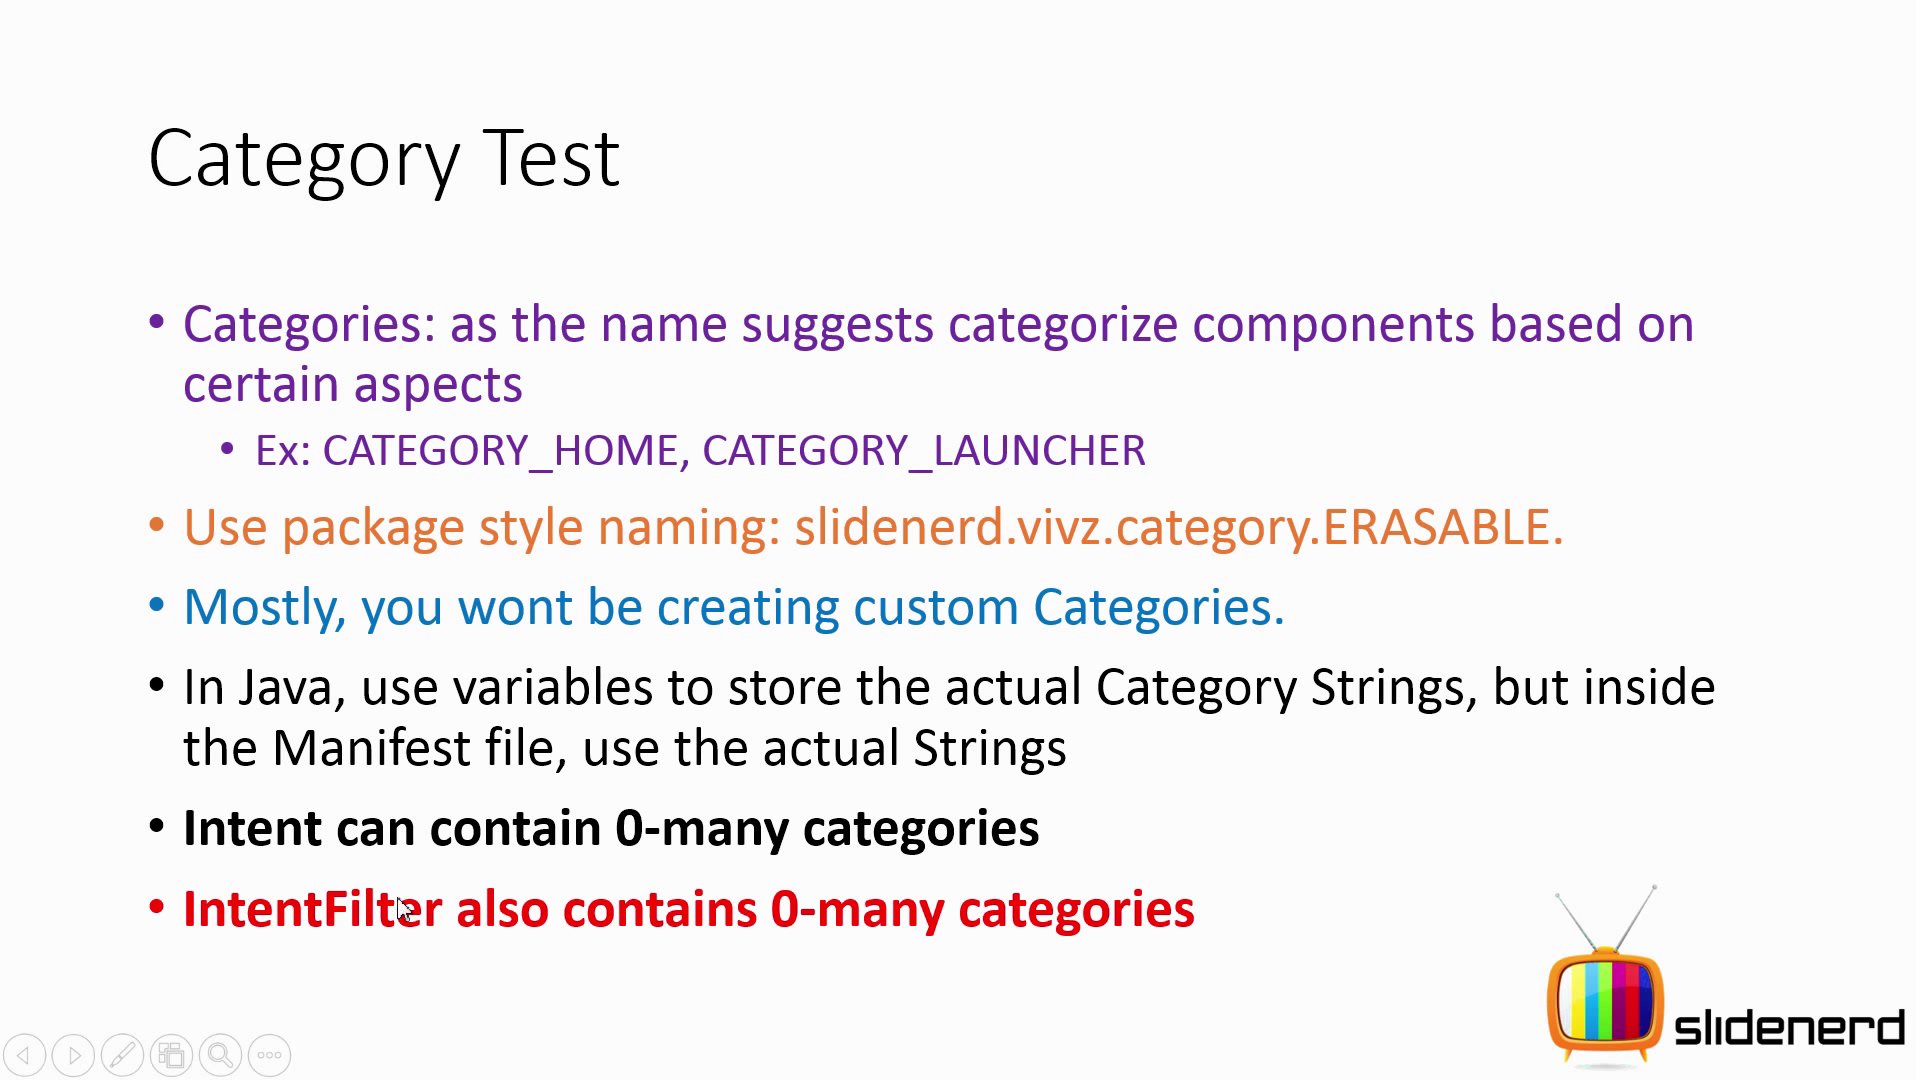 Category Test
• Categories: as the name suggests categorize components based on
certain aspects
• Ex: CATEGORY_HOME, CATEGORY_LAUNCHER
• Use package style naming: slidenerd.vivz.category.ERASABLE.
• Mostly, you wont be creating custom Categories.
• In Java, use variables to store the actual Category Strings, but inside
the Manifest file, use the actual Strings
• Intent can contain 0-many categories
• IntentFilter also contains 0-many categories
slidenerd